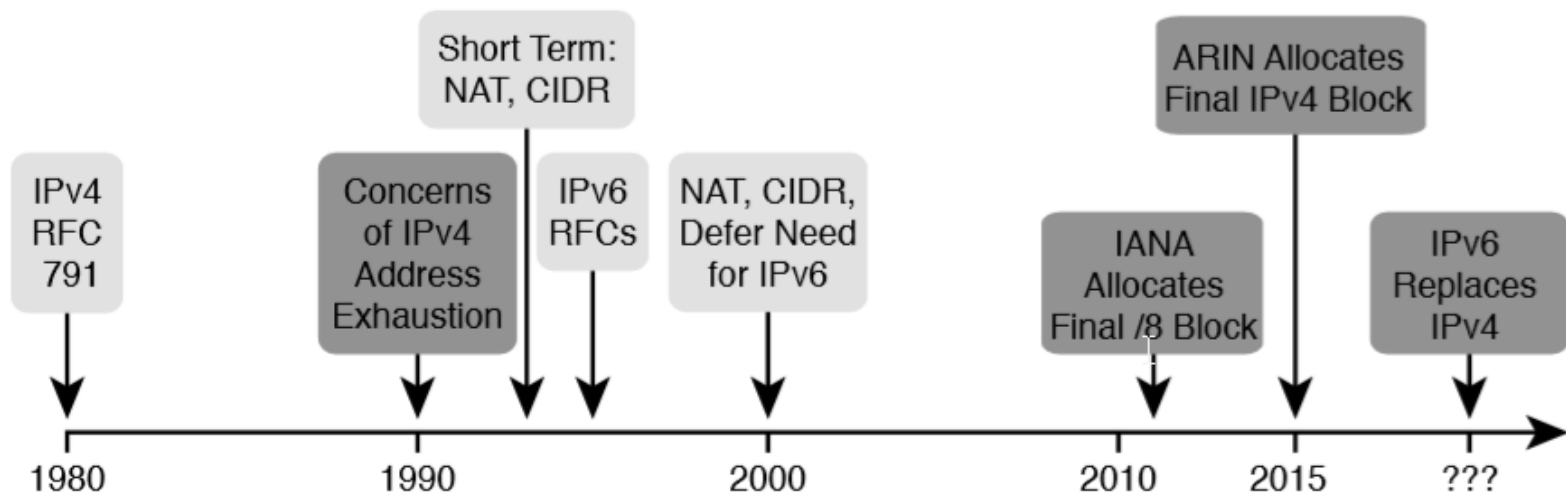 Short Term:
NAT, CIDR
ARIN Allocates
Final IPv4 Block
IPv4
RFC
791
Concerns
of IPv4
Address
Exhaustion
IPv6
RFCs
NAT, CIDR,
Defer Need
for IPv6
IANA
Allocates
Final /8 Block
IPv6
Replaces
IPv4
1980
1990
2000
2010
2015
???